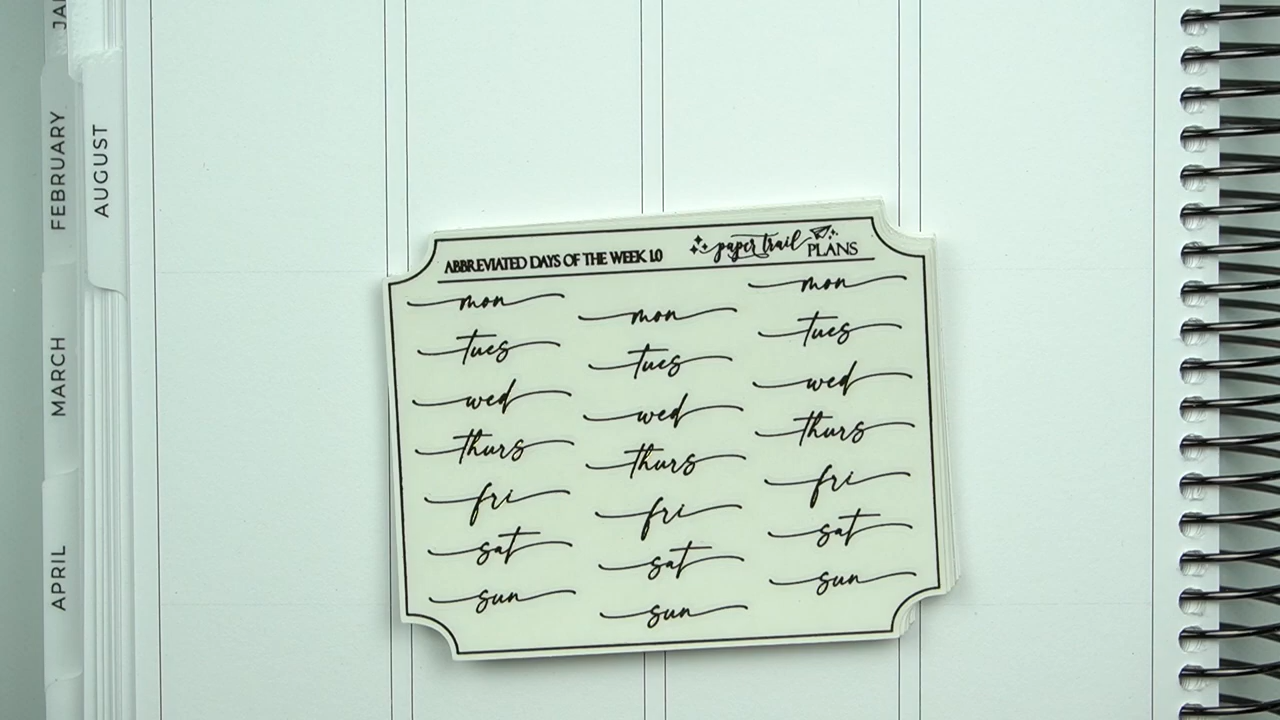 JA
FEBRUARY
MARCH
APRIL
AUGUST
ABBREVIATED DAYS OF THE WEEK 1.0
paper trail PLANS
mon mon mon
tues tues tues
wed wed wed
thurs thurs thurs
fri fri fri
sat sat sat
sun sun sun